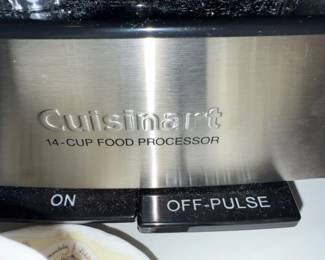 Cuisinart
14-CUP FOOD PROCESSOR
ON
OFF-PULSE